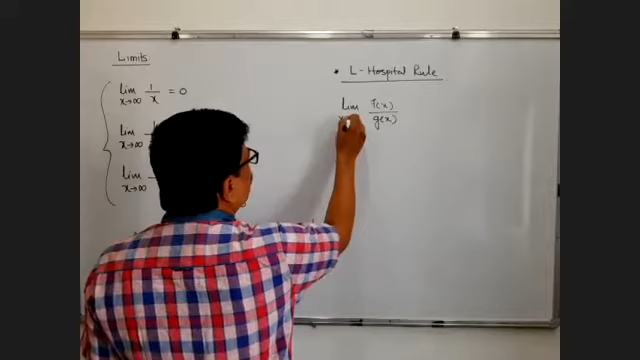 Limits
lim 1/x = 0
x→∞
lim
x→∞
lim
x→∞
* L-Hospital Rule
lim f(x)/g(x)
x